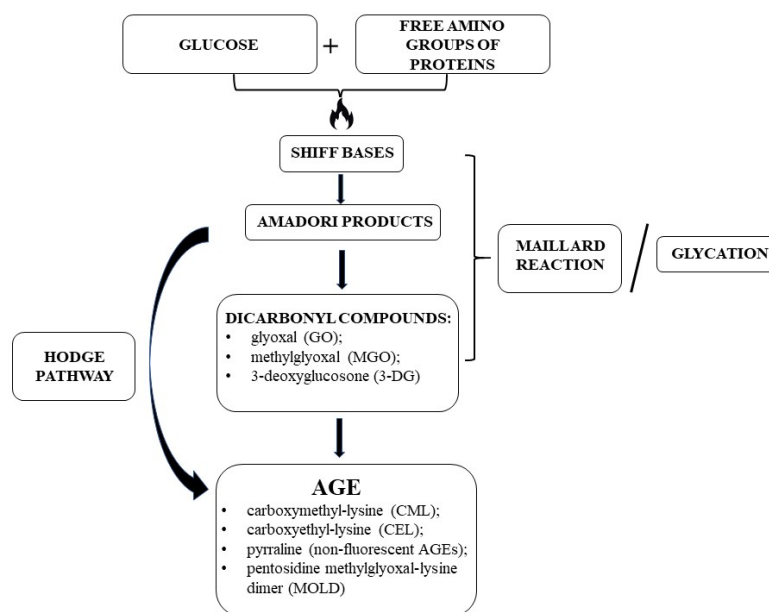 GLUCOSE
+
FREE AMINO
GROUPS OF
PROTEINS
SHIFF BASES
AMADORI PRODUCTS
MAILLARD
REACTION
/
GLYCATION
DICARBONYL COMPOUNDS:
• glyoxal (GO);
• methylglyoxal (MGO);
• 3-deoxyglucosone (3-DG)
HODGE
PATHWAY
AGE
• carboxymethyl-lysine (CML);
• carboxyethyl-lysine (CEL);
• pyrraline (non-fluorescent AGEs);
• pentosidine methylglyoxal-lysine
dimer (MOLD)